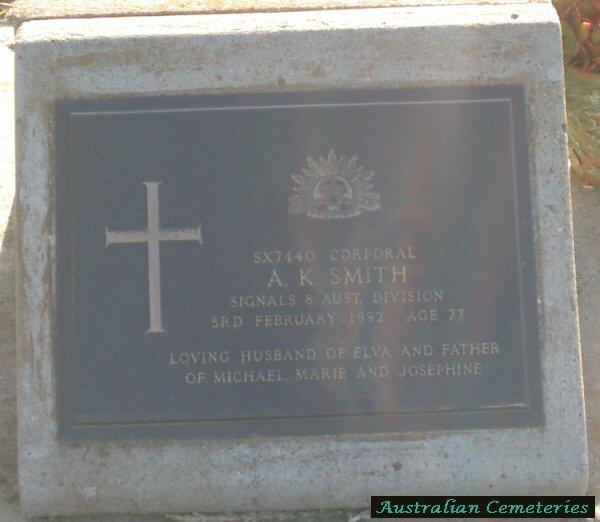 SX7440 CORPORAL
A. K. SMITH
SIGNALS 8 AUST. DIVISION
3RD FEBRUARY 1992 AGE 77
LOVING HUSBAND OF ELVA AND FATHER
OF MICHAEL, MARIE AND JOSEPHINE
Australian Cemeteries